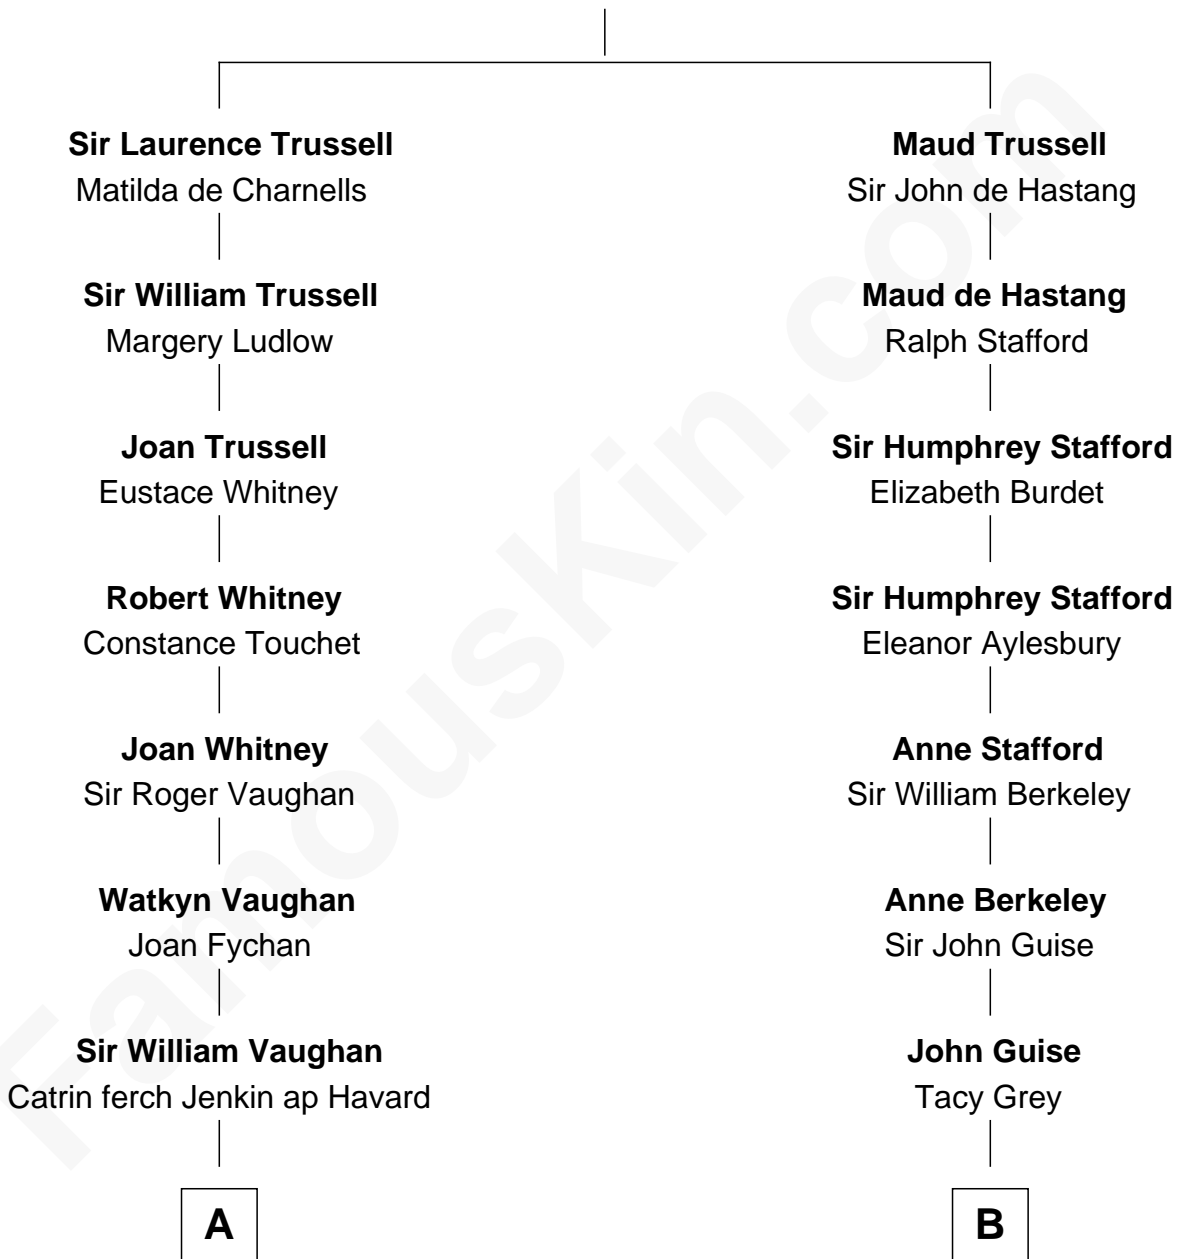 Sir Laurence Trussell
Matilda de Charnells
Sir William Trussell
Margery Ludlow
Joan Trussell
Eustace Whitney
Robert Whitney
Constance Touchet
Joan Whitney
Sir Roger Vaughan
Watkyn Vaughan
Joan Fychan
Sir William Vaughan
Catrin ferch Jenkin ap Havard
A
Maud Trussell
Sir John de Hastang
Maud de Hastang
Ralph Stafford
Sir Humphrey Stafford
Elizabeth Burdet
Sir Humphrey Stafford
Eleanor Aylesbury
Anne Stafford
Sir William Berkeley
Anne Berkeley
Sir John Guise
John Guise
Tacy Grey
B
FamousKin.com